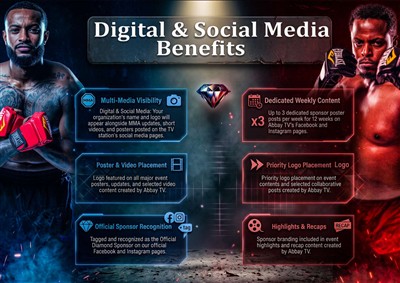 Digital & Social Media
Benefits
MMA
Multi-Media Visibility
Digital & Social Media: Your
organization's name and logo will
appear alongside MMA updates, short
videos, and posters posted on the TV
station's social media pages.
Poster & Video Placement
Logo featured on all major event
posters, updates, and selected video
content created by Abbay TV.
Official Sponsor Recognition
Tag
Tagged and recognized as the Official
Diamond Sponsor on our official
Facebook and Instagram pages.
Dedicated Weekly Content
x3
Up to 3 dedicated sponsor poster
posts per week for 12 weeks on
Abbay TV's Facebook and
Instagram pages.
Priority Logo Placement Logo
Priority logo placement on event
contents and selected collaborative
posts created by Abbay TV.
Highlights & Recaps
RECAP
Sponsor branding included in event
highlights and recap content created
by Abbay TV.